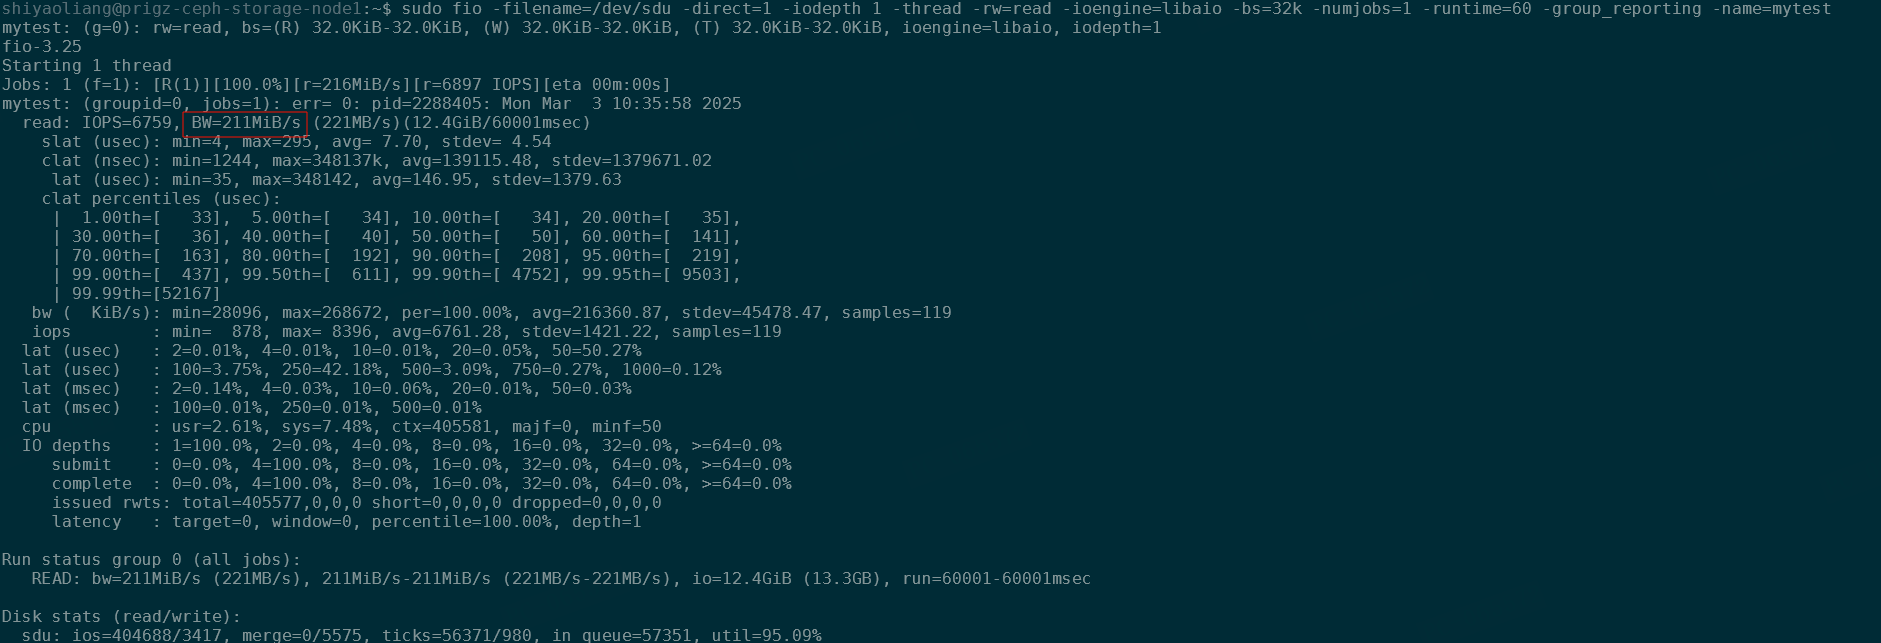 shiyaoliang@prigz-ceph-storage-node1:~$ sudo fio -filename=/dev/sdu -direct=1 -iodepth 1 -thread -rw=read -ioengine=libaio -bs=32k -numjobs=1 -runtime=60 -group_reporting -name=mytest
mytest: (g=0): rw=read, bs=(R) 32.0KiB-32.0KiB, (W) 32.0KiB-32.0KiB, (T) 32.0KiB-32.0KiB, ioengine=libaio, iodepth=1
fio-3.25
Starting 1 thread
Jobs: 1 (f=1): [R(1)][100.0%][r=216MiB/s][r=6897 IOPS][eta 00m:00s]
mytest: (groupid=0, jobs=1): err= 0: pid=2288405: Mon Mar  3 10:35:58 2025
  read: IOPS=6759, BW=211MiB/s (221MB/s)(12.4GiB/60001msec)
    slat (usec): min=4, max=295, avg= 7.70, stdev= 4.54
    clat (nsec): min=1244, max=348137k, avg=139115.48, stdev=1379671.02
     lat (usec): min=35, max=348142, avg=146.95, stdev=1379.63
    clat percentiles (usec):
     |  1.00th=[   33],  5.00th=[   34], 10.00th=[   34], 20.00th=[   35],
     | 30.00th=[   36], 40.00th=[   40], 50.00th=[   50], 60.00th=[  141],
     | 70.00th=[  163], 80.00th=[  192], 90.00th=[  208], 95.00th=[  219],
     | 99.00th=[  437], 99.50th=[  611], 99.90th=[ 4752], 99.95th=[ 9503],
     | 99.99th=[52167]
   bw (  KiB/s): min=28096, max=268672, per=100.00%, avg=216360.87, stdev=45478.47, samples=119
   iops        : min=  878, max= 8396, avg=6761.28, stdev=1421.22, samples=119
  lat (usec)   : 2=0.01%, 4=0.01%, 10=0.01%, 20=0.05%, 50=50.27%
  lat (usec)   : 100=3.75%, 250=42.18%, 500=3.09%, 750=0.27%, 1000=0.12%
  lat (msec)   : 2=0.14%, 4=0.03%, 10=0.06%, 20=0.01%, 50=0.03%
  lat (msec)   : 100=0.01%, 250=0.01%, 500=0.01%
  cpu          : usr=2.61%, sys=7.48%, ctx=405581, majf=0, minf=50
  IO depths    : 1=100.0%, 2=0.0%, 4=0.0%, 8=0.0%, 16=0.0%, 32=0.0%, >=64=0.0%
     submit    : 0=0.0%, 4=100.0%, 8=0.0%, 16=0.0%, 32=0.0%, 64=0.0%, >=64=0.0%
     complete  : 0=0.0%, 4=100.0%, 8=0.0%, 16=0.0%, 32=0.0%, 64=0.0%, >=64=0.0%
     issued rwts: total=405577,0,0,0 short=0,0,0,0 dropped=0,0,0,0
     latency   : target=0, window=0, percentile=100.00%, depth=1
Run status group 0 (all jobs):
   READ: bw=211MiB/s (221MB/s), 211MiB/s-211MiB/s (221MB/s-221MB/s), io=12.4GiB (13.3GB), run=60001-60001msec
Disk stats (read/write):
  sdu: ios=404688/3417, merge=0/5575, ticks=56371/980, in_queue=57351, util=95.09%